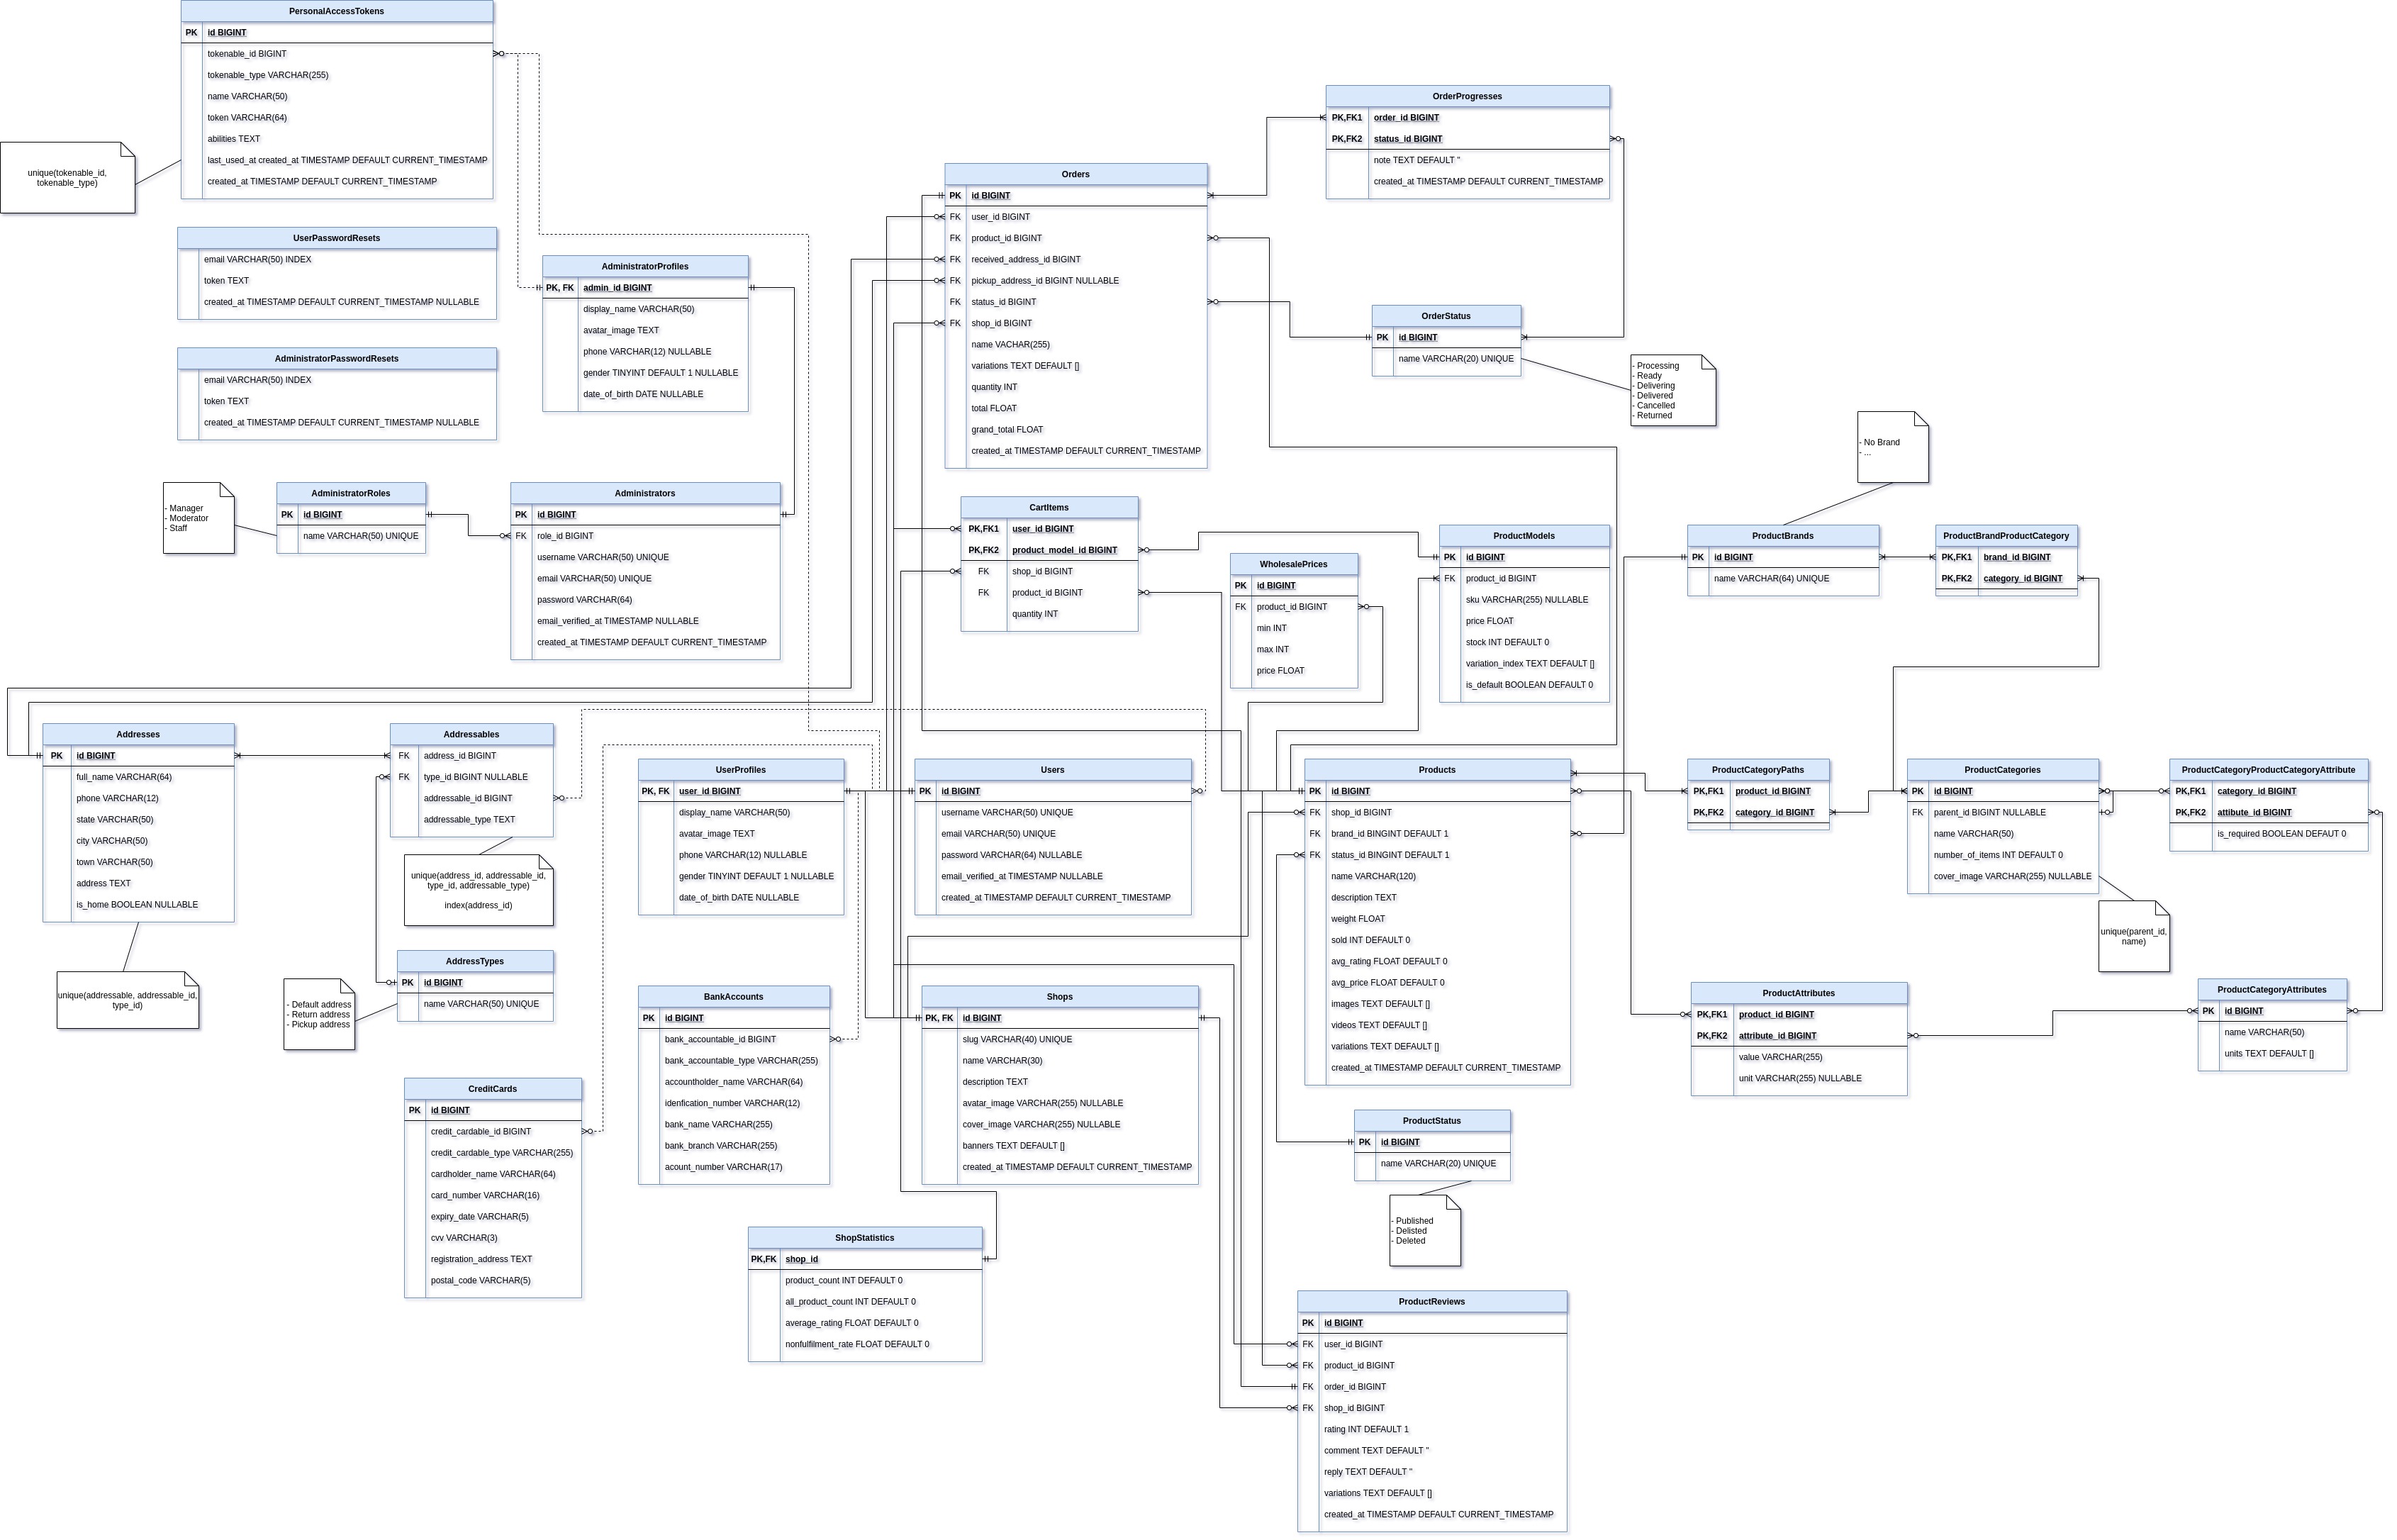 PersonalAccessTokens
PK id BIGINT
tokenable_id BIGINT
tokenable_type VARCHAR(255)
name VARCHAR(50)
token VARCHAR(64)
abilities TEXT
last_used_at created_at TIMESTAMP DEFAULT CURRENT_TIMESTAMP
created_at TIMESTAMP DEFAULT CURRENT_TIMESTAMP
unique(tokenable_id,
tokenable_type)
UserPasswordResets
email VARCHAR(50) INDEX
token TEXT
created_at TIMESTAMP DEFAULT CURRENT_TIMESTAMP NULLABLE
AdministratorPasswordResets
email VARCHAR(50) INDEX
token TEXT
created_at TIMESTAMP DEFAULT CURRENT_TIMESTAMP NULLABLE
AdministratorProfiles
PK, FK admin_id BIGINT
display_name VARCHAR(50)
avatar_image TEXT
phone VARCHAR(12) NULLABLE
gender TINYINT DEFAULT 1 NULLABLE
date_of_birth DATE NULLABLE
- Manager
- Moderator
- Staff
AdministratorRoles
PK id BIGINT
name VARCHAR(50) UNIQUE
Administrators
PK id BIGINT
FK role_id BIGINT
username VARCHAR(50) UNIQUE
email VARCHAR(50) UNIQUE
password VARCHAR(64)
email_verified_at TIMESTAMP NULLABLE
created_at TIMESTAMP DEFAULT CURRENT_TIMESTAMP
Orders
PK id BIGINT
FK user_id BIGINT
FK product_id BIGINT
FK received_address_id BIGINT
FK pickup_address_id BIGINT NULLABLE
FK status_id BIGINT
FK shop_id BIGINT
name VACHAR(255)
variations TEXT DEFAULT []
quantity INT
total FLOAT
grand_total FLOAT
created_at TIMESTAMP DEFAULT CURRENT_TIMESTAMP
OrderProgresses
PK,FK1 order_id BIGINT
PK,FK2 status_id BIGINT
note TEXT DEFAULT ''
created_at TIMESTAMP DEFAULT CURRENT_TIMESTAMP
OrderStatus
PK id BIGINT
name VARCHAR(20) UNIQUE
- Processing
- Ready
- Delivering
- Delivered
- Cancelled
- Returned
CartItems
PK,FK1 user_id BIGINT
PK,FK2 product_model_id BIGINT
FK shop_id BIGINT
FK product_id BIGINT
quantity INT
WholesalePrices
PK id BIGINT
FK product_id BIGINT
min INT
max INT
price FLOAT
ProductModels
PK id BIGINT
FK product_id BIGINT
sku VARCHAR(255) NULLABLE
price FLOAT
stock INT DEFAULT 0
variation_index TEXT DEFAULT []
is_default BOOLEAN DEFAULT 0
- No Brand
- ...
ProductBrands
PK id BIGINT
name VARCHAR(64) UNIQUE
ProductBrandProductCategory
PK,FK1 brand_id BIGINT
PK,FK2 category_id BIGINT
Addresses
PK id BIGINT
full_name VARCHAR(64)
phone VARCHAR(12)
state VARCHAR(50)
city VARCHAR(50)
town VARCHAR(50)
address TEXT
is_home BOOLEAN NULLABLE
unique(addressable, addressable_id,
type_id)
Addressables
FK address_id BIGINT
FK type_id BIGINT NULLABLE
addressable_id BIGINT
addressable_type TEXT
unique(address_id, addressable_id,
type_id, addressable_type)
index(address_id)
AddressTypes
PK id BIGINT
name VARCHAR(50) UNIQUE
- Default address
- Return address
- Pickup address
CreditCards
PK id BIGINT
credit_cardable_id BIGINT
credit_cardable_type VARCHAR(255)
cardholder_name VARCHAR(64)
card_number VARCHAR(16)
expiry_date VARCHAR(5)
cvv VARCHAR(3)
registration_address TEXT
postal_code VARCHAR(5)
UserProfiles
PK, FK user_id BIGINT
display_name VARCHAR(50)
avatar_image TEXT
phone VARCHAR(12) NULLABLE
gender TINYINT DEFAULT 1 NULLABLE
date_of_birth DATE NULLABLE
Users
PK id BIGINT
username VARCHAR(50) UNIQUE
email VARCHAR(50) UNIQUE
password VARCHAR(64) NULLABLE
email_verified_at TIMESTAMP NULLABLE
created_at TIMESTAMP DEFAULT CURRENT_TIMESTAMP
BankAccounts
PK id BIGINT
bank_accountable_id BIGINT
bank_accountable_type VARCHAR(255)
accountholder_name VARCHAR(64)
idenfication_number VARCHAR(12)
bank_name VARCHAR(255)
bank_branch VARCHAR(255)
acount_number VARCHAR(17)
Shops
PK, FK id BIGINT
slug VARCHAR(40) UNIQUE
name VARCHAR(30)
description TEXT
avatar_image VARCHAR(255) NULLABLE
cover_image VARCHAR(255) NULLABLE
banners TEXT DEFAULT []
created_at TIMESTAMP DEFAULT CURRENT_TIMESTAMP
ShopStatistics
PK,FK shop_id
product_count INT DEFAULT 0
all_product_count INT DEFAULT 0
average_rating FLOAT DEFAULT 0
nonfulfilment_rate FLOAT DEFAULT 0
Products
PK id BIGINT
FK shop_id BIGINT
FK brand_id BINGINT DEFAULT 1
FK status_id BINGINT DEFAULT 1
name VARCHAR(120)
description TEXT
weight FLOAT
sold INT DEFAULT 0
avg_rating FLOAT DEFAULT 0
avg_price FLOAT DEFAULT 0
images TEXT DEFAULT []
videos TEXT DEFAULT []
variations TEXT DEFAULT []
created_at TIMESTAMP DEFAULT CURRENT_TIMESTAMP
ProductStatus
PK id BIGINT
name VARCHAR(20) UNIQUE
- Published
- Delisted
- Deleted
ProductReviews
PK id BIGINT
FK user_id BIGINT
FK product_id BIGINT
FK order_id BIGINT
FK shop_id BIGINT
rating INT DEFAULT 1
comment TEXT DEFAULT ''
reply TEXT DEFAULT ''
variations TEXT DEFAULT []
created_at TIMESTAMP DEFAULT CURRENT_TIMESTAMP
ProductCategoryPaths
PK,FK1 product_id BIGINT
PK,FK2 category_id BIGINT
ProductCategories
PK id BIGINT
FK parent_id BIGINT NULLABLE
name VARCHAR(50)
number_of_items INT DEFAULT 0
cover_image VARCHAR(255) NULLABLE
unique(parent_id,
name)
ProductCategoryProductCategoryAttribute
PK,FK1 category_id BIGINT
PK,FK2 attibute_id BIGINT
is_required BOOLEAN DEFAUT 0
ProductAttributes
PK,FK1 product_id BIGINT
PK,FK2 attribute_id BIGINT
value VARCHAR(255)
unit VARCHAR(255) NULLABLE
ProductCategoryAttributes
PK id BIGINT
name VARCHAR(50)
units TEXT DEFAULT []